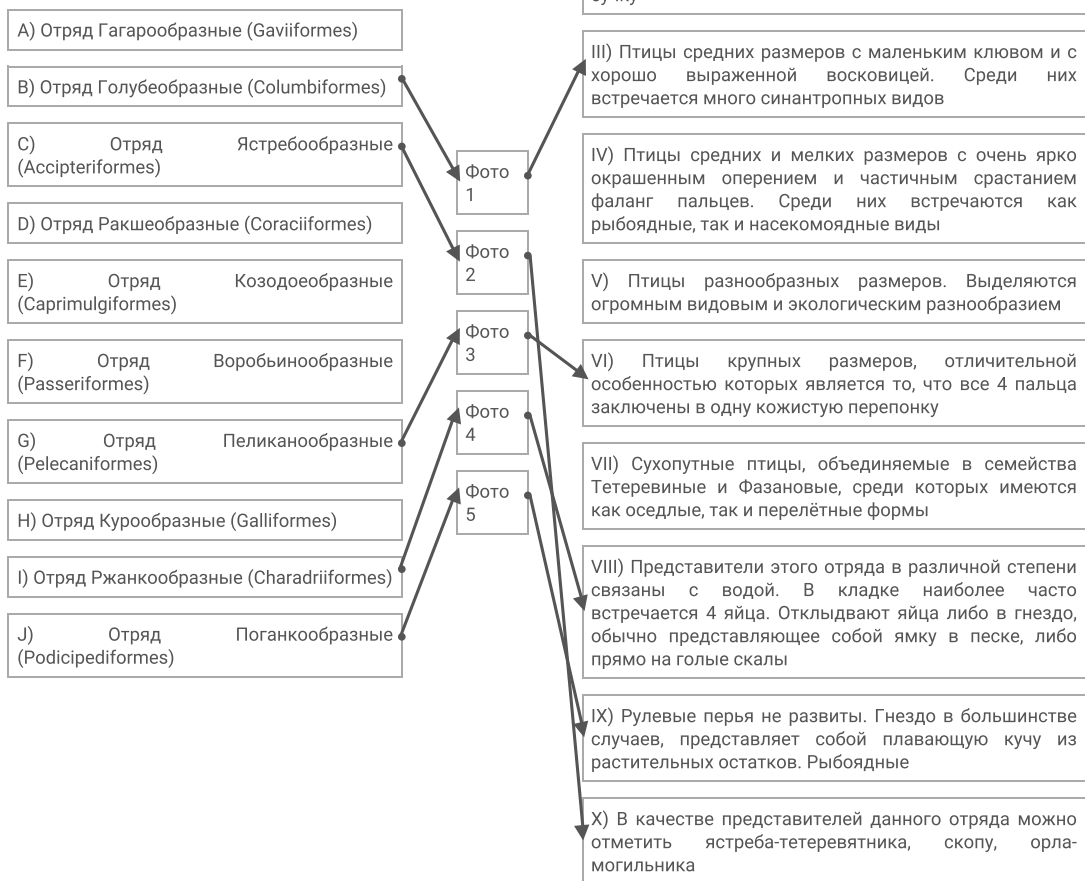 A) Отряд Гагарообразные (Gaviiformes)
B) Отряд Голубеобразные (Columbiformes)
C) Отряд Ястребообразные
(Accipteriformes)
D) Отряд Ракшеобразные (Coraciiformes)
E) Отряд Козодоеобразные
(Caprimulgiformes)
F) Отряд Воробьинообразные
(Passeriformes)
G) Отряд Пеликанообразные
(Pelecaniformes)
H) Отряд Курообразные (Galliformes)
I) Отряд Ржанкообразные (Charadriiformes)
J) Отряд Поганкообразные
(Podicipediformes)
Фото
1
Фото
2
Фото
3
Фото
4
Фото
5
III) Птицы средних размеров с маленьким клювом и с
хорошо выраженной восковицей. Среди них
встречается много синантропных видов
IV) Птицы средних и мелких размеров с очень ярко
окрашенным оперением и частичным срастанием
фаланг пальцев. Среди них встречаются как
рыбоядные, так и насекомоядные виды
V) Птицы разнообразных размеров. Выделяются
огромным видовым и экологическим разнообразием
VI) Птицы крупных размеров, отличительной
особенностью которых является то, что все 4 пальца
заключены в одну кожистую перепонку
VII) Сухопутные птицы, объединяемые в семейства
Тетеревиные и Фазановые, среди которых имеются
как оседлые, так и перелётные формы
VIII) Представители этого отряда в различной степени
связаны с водой. В кладке наиболее часто
встречается 4 яйца. Отклыдвают яйца либо в гнездо,
обычно представляющее собой ямку в песке, либо
прямо на голые скалы
IX) Рулевые перья не развиты. Гнездо в большинстве
случаев, представляет собой плавающую кучу из
растительных остатков. Рыбоядные
X) В качестве представителей данного отряда можно
отметить ястреба-тетеревятника, скопу, орла-
могильника